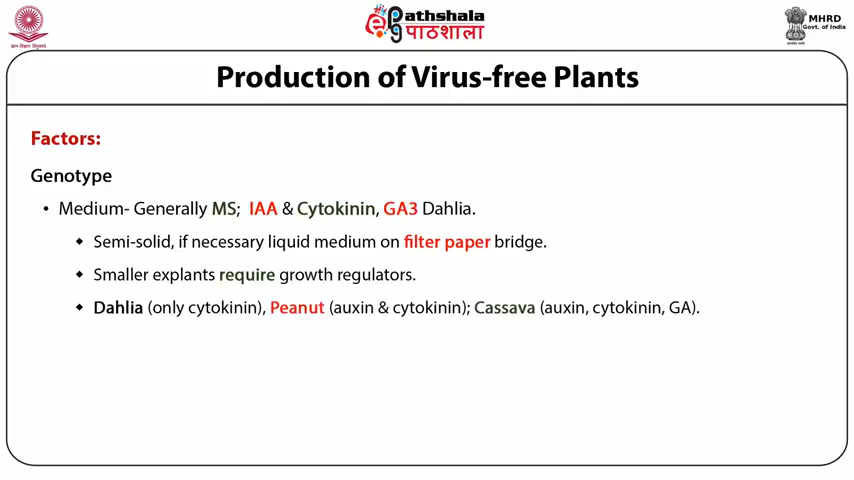 ePGPathshala
पाठशाला
MHRD
Govt. of India
Production of Virus-free Plants
Factors:
Genotype
• Medium- Generally MS; IAA & Cytokinin, GA3 Dahlia.
◆ Semi-solid, if necessary liquid medium on filter paper bridge.
◆ Smaller explants require growth regulators.
◆ Dahlia (only cytokinin), Peanut (auxin & cytokinin); Cassava (auxin, cytokinin, GA).